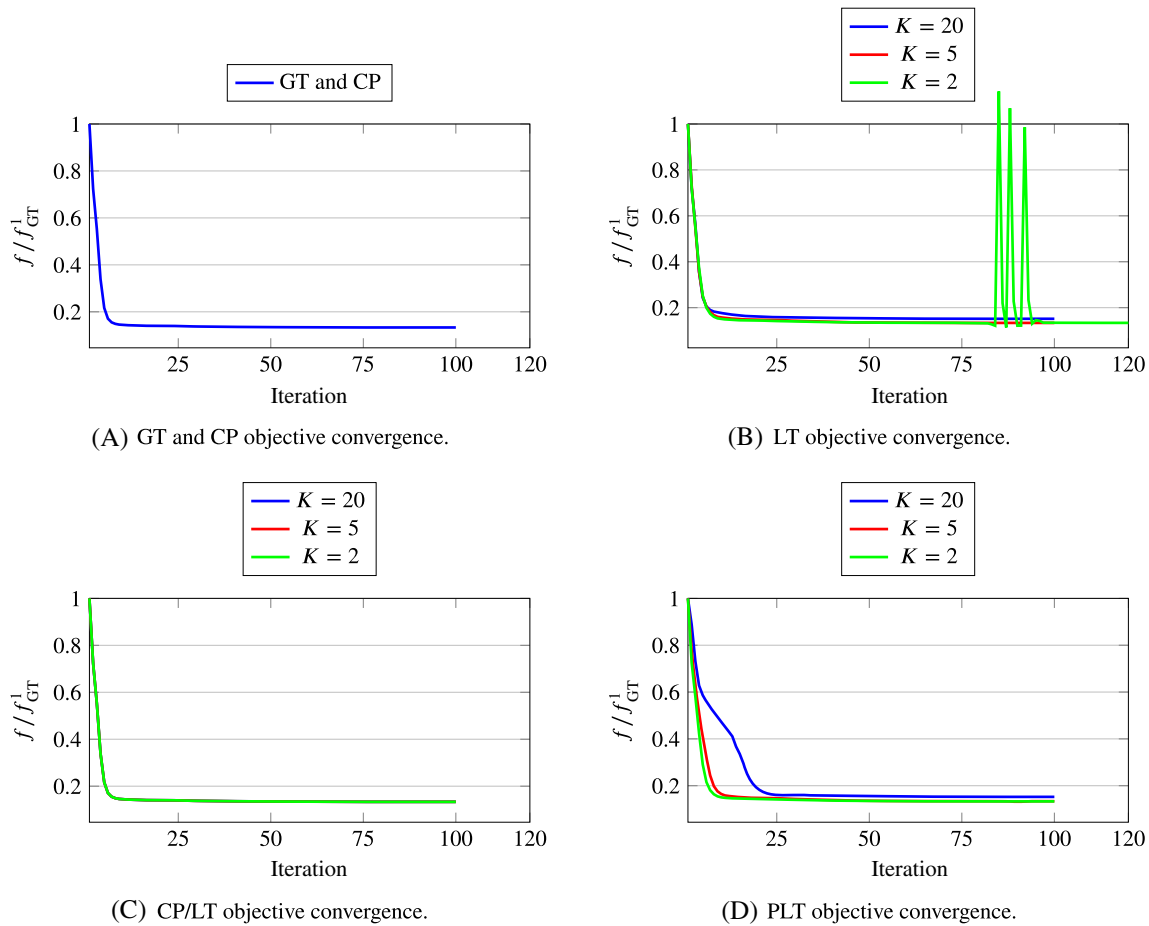 GT and CP
1
0.8
0.6
0.4
0.2
25
50
75
100
120
f / f¹GT
Iteration
(A) GT and CP objective convergence.
K = 20
K = 5
K = 2
1
0.8
0.6
0.4
0.2
25
50
75
100
120
f / f¹GT
Iteration
(B) LT objective convergence.
K = 20
K = 5
K = 2
1
0.8
0.6
0.4
0.2
25
50
75
100
120
f / f¹GT
Iteration
(C) CP/LT objective convergence.
K = 20
K = 5
K = 2
1
0.8
0.6
0.4
0.2
25
50
75
100
120
f / f¹GT
Iteration
(D) PLT objective convergence.